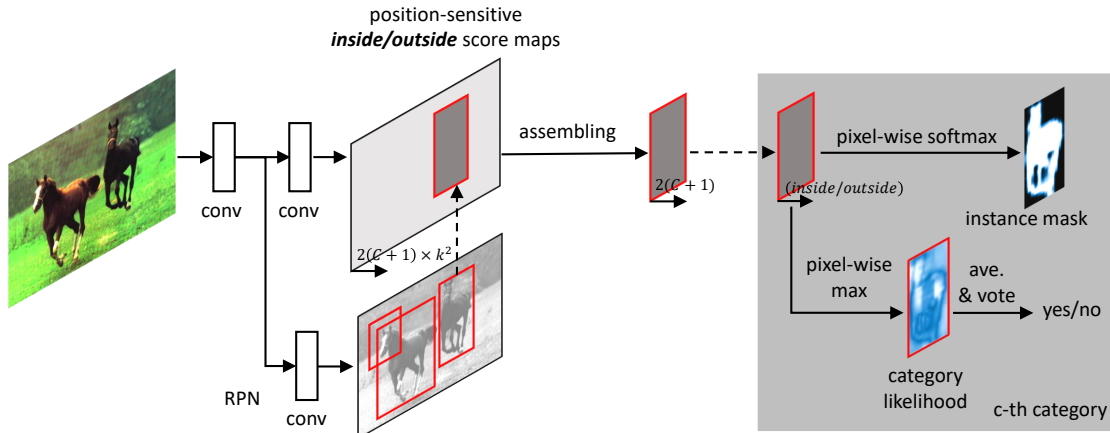 position-sensitive
inside/outside score maps
conv
conv
2(C + 1) × k²
assembling
2(C + 1)
pixel-wise softmax
(inside/outside)
instance mask
pixel-wise
max
ave.
& vote
yes/no
category
likelihood
c-th category
RPN
conv